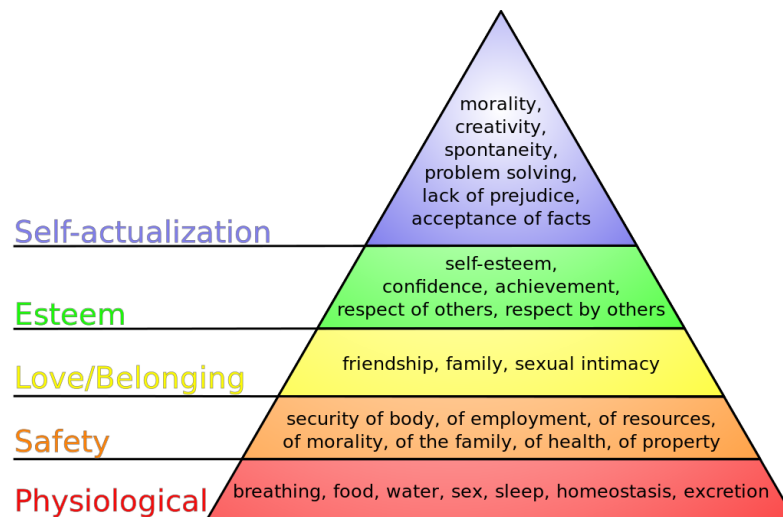 morality,
creativity,
spontaneity,
problem solving,
lack of prejudice,
acceptance of facts
Self-actualization
self-esteem,
confidence, achievement,
respect of others, respect by others
Esteem
friendship, family, sexual intimacy
Love/Belonging
security of body, of employment, of resources,
of morality, of the family, of health, of property
Safety
breathing, food, water, sex, sleep, homeostasis, excretion
Physiological